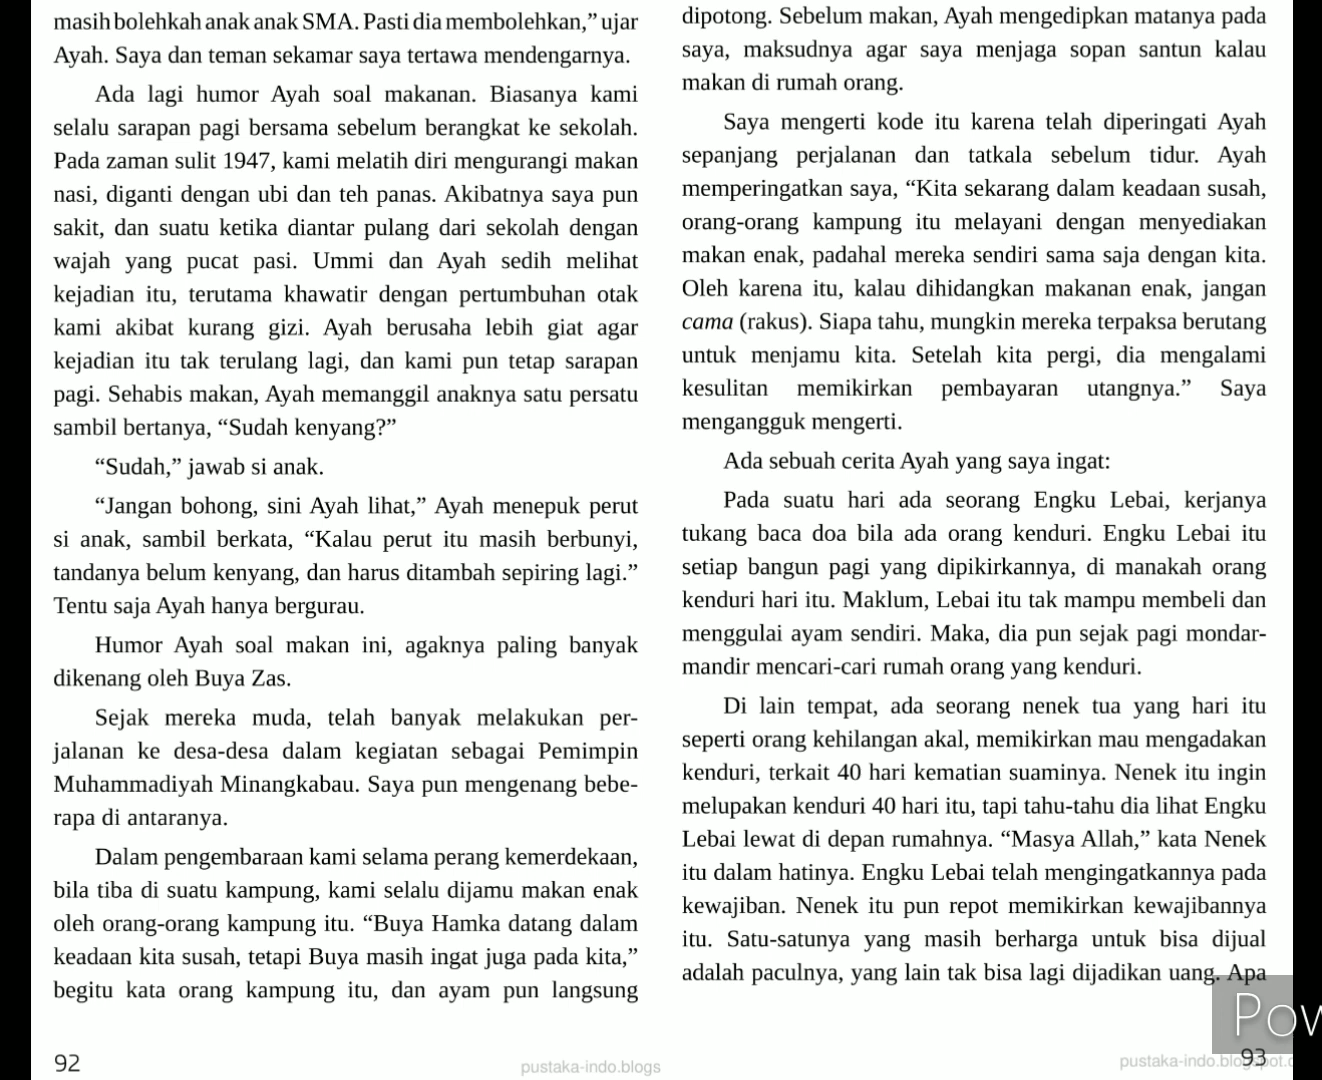 masih bolehkah anak anak SMA. Pasti dia membolehkan,” ujar
Ayah. Saya dan teman sekamar saya tertawa mendengarnya.
Ada lagi humor Ayah soal makanan. Biasanya kami
selalu sarapan pagi bersama sebelum berangkat ke sekolah.
Pada zaman sulit 1947, kami melatih diri mengurangi makan
nasi, diganti dengan ubi dan teh panas. Akibatnya saya pun
sakit, dan suatu ketika diantar pulang dari sekolah dengan
wajah yang pucat pasi. Ummi dan Ayah sedih melihat
kejadian itu, terutama khawatir dengan pertumbuhan otak
kami akibat kurang gizi. Ayah berusaha lebih giat agar
kejadian itu tak terulang lagi, dan kami pun tetap sarapan
pagi. Sehabis makan, Ayah memanggil anaknya satu persatu
sambil bertanya, “Sudah kenyang?”
“Sudah,” jawab si anak.
“Jangan bohong, sini Ayah lihat,” Ayah menepuk perut
si anak, sambil berkata, “Kalau perut itu masih berbunyi,
tandanya belum kenyang, dan harus ditambah sepiring lagi.”
Tentu saja Ayah hanya bergurau.
Humor Ayah soal makan ini, agaknya paling banyak
dikenang oleh Buya Zas.
Sejak mereka muda, telah banyak melakukan per-
jalanan ke desa-desa dalam kegiatan sebagai Pemimpin
Muhammadiyah Minangkabau. Saya pun mengenang bebe-
rapa di antaranya.
Dalam pengembaraan kami selama perang kemerdekaan,
bila tiba di suatu kampung, kami selalu dijamu makan enak
oleh orang-orang kampung itu. “Buya Hamka datang dalam
keadaan kita susah, tetapi Buya masih ingat juga pada kita,”
begitu kata orang kampung itu, dan ayam pun langsung
92
pustaka-indo.blogs
dipotong. Sebelum makan, Ayah mengedipkan matanya pada
saya, maksudnya agar saya menjaga sopan santun kalau
makan di rumah orang.
Saya mengerti kode itu karena telah diperingati Ayah
sepanjang perjalanan dan tatkala sebelum tidur. Ayah
memperingatkan saya, “Kita sekarang dalam keadaan susah,
orang-orang kampung itu melayani dengan menyediakan
makan enak, padahal mereka sendiri sama saja dengan kita.
Oleh karena itu, kalau dihidangkan makanan enak, jangan
cama (rakus). Siapa tahu, mungkin mereka terpaksa berutang
untuk menjamu kita. Setelah kita pergi, dia mengalami
kesulitan memikirkan pembayaran utangnya.” Saya
mengangguk mengerti.
Ada sebuah cerita Ayah yang saya ingat:
Pada suatu hari ada seorang Engku Lebai, kerjanya
tukang baca doa bila ada orang kenduri. Engku Lebai itu
setiap bangun pagi yang dipikirkannya, di manakah orang
kenduri hari itu. Maklum, Lebai itu tak mampu membeli dan
menggulai ayam sendiri. Maka, dia pun sejak pagi mondar-
mandir mencari-cari rumah orang yang kenduri.
Di lain tempat, ada seorang nenek tua yang hari itu
seperti orang kehilangan akal, memikirkan mau mengadakan
kenduri, terkait 40 hari kematian suaminya. Nenek itu ingin
melupakan kenduri 40 hari itu, tapi tahu-tahu dia lihat Engku
Lebai lewat di depan rumahnya. “Masya Allah,” kata Nenek
itu dalam hatinya. Engku Lebai telah mengingatkannya pada
kewajiban. Nenek itu pun repot memikirkan kewajibannya
itu. Satu-satunya yang masih berharga untuk bisa dijual
adalah paculnya, yang lain tak bisa lagi dijadikan uang. Apa
Pow
93